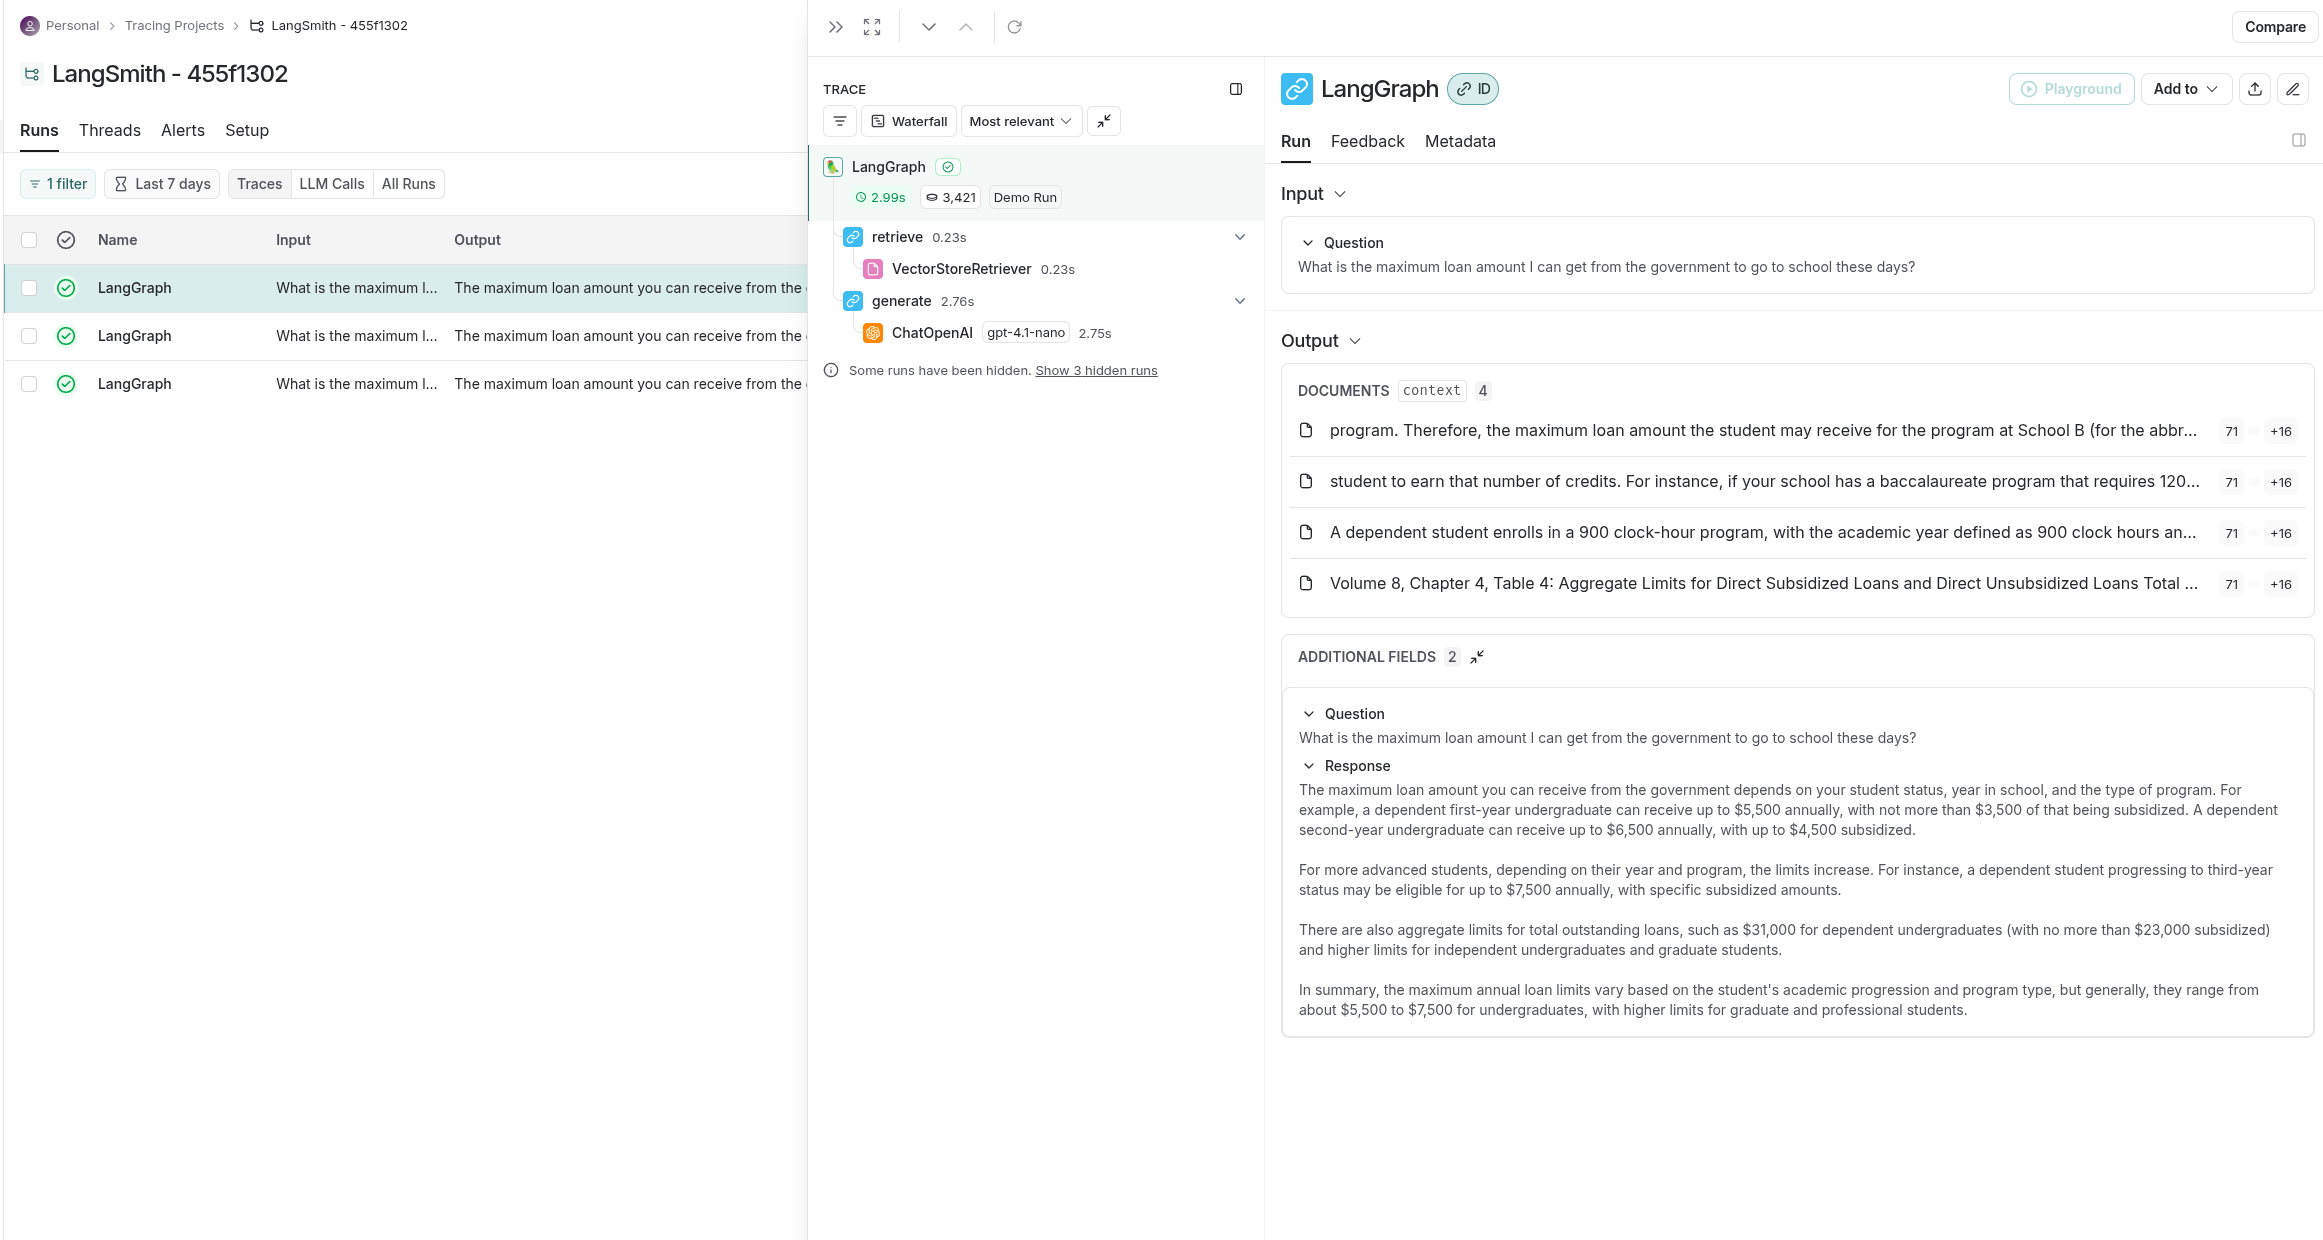 Personal > Tracing Projects > LangSmith - 455f1302
LangSmith - 455f1302
Runs Threads Alerts Setup
1 filter Last 7 days Traces LLM Calls All Runs
Name Input Output
LangGraph What is the maximum l... The maximum loan amount you can receive from the
LangGraph What is the maximum l... The maximum loan amount you can receive from the
LangGraph What is the maximum l... The maximum loan amount you can receive from the
Compare
TRACE
Waterfall Most relevant
LangGraph
2.99s 3,421 Demo Run
retrieve 0.23s
VectorStoreRetriever 0.23s
generate 2.76s
ChatOpenAI gpt-4.1-nano 2.75s
Some runs have been hidden. Show 3 hidden runs
LangGraph ID
Playground Add to
Run Feedback Metadata
Input
Question
What is the maximum loan amount I can get from the government to go to school these days?
Output
DOCUMENTS context 4
program. Therefore, the maximum loan amount the student may receive for the program at School B (for the abbr... 71 +16
student to earn that number of credits. For instance, if your school has a baccalaureate program that requires 120... 71 +16
A dependent student enrolls in a 900 clock-hour program, with the academic year defined as 900 clock hours an... 71 +16
Volume 8, Chapter 4, Table 4: Aggregate Limits for Direct Subsidized Loans and Direct Unsubsidized Loans Total ... 71 +16
ADDITIONAL FIELDS 2
Question
What is the maximum loan amount I can get from the government to go to school these days?
Response
The maximum loan amount you can receive from the government depends on your student status, year in school, and the type of program. For
example, a dependent first-year undergraduate can receive up to $5,500 annually, with not more than $3,500 of that being subsidized. A dependent
second-year undergraduate can receive up to $6,500 annually, with up to $4,500 subsidized.
For more advanced students, depending on their year and program, the limits increase. For instance, a dependent student progressing to third-year
status may be eligible for up to $7,500 annually, with specific subsidized amounts.
There are also aggregate limits for total outstanding loans, such as $31,000 for dependent undergraduates (with no more than $23,000 subsidized)
and higher limits for independent undergraduates and graduate students.
In summary, the maximum annual loan limits vary based on the student's academic progression and program type, but generally, they range from
about $5,500 to $7,500 for undergraduates, with higher limits for graduate and professional students.